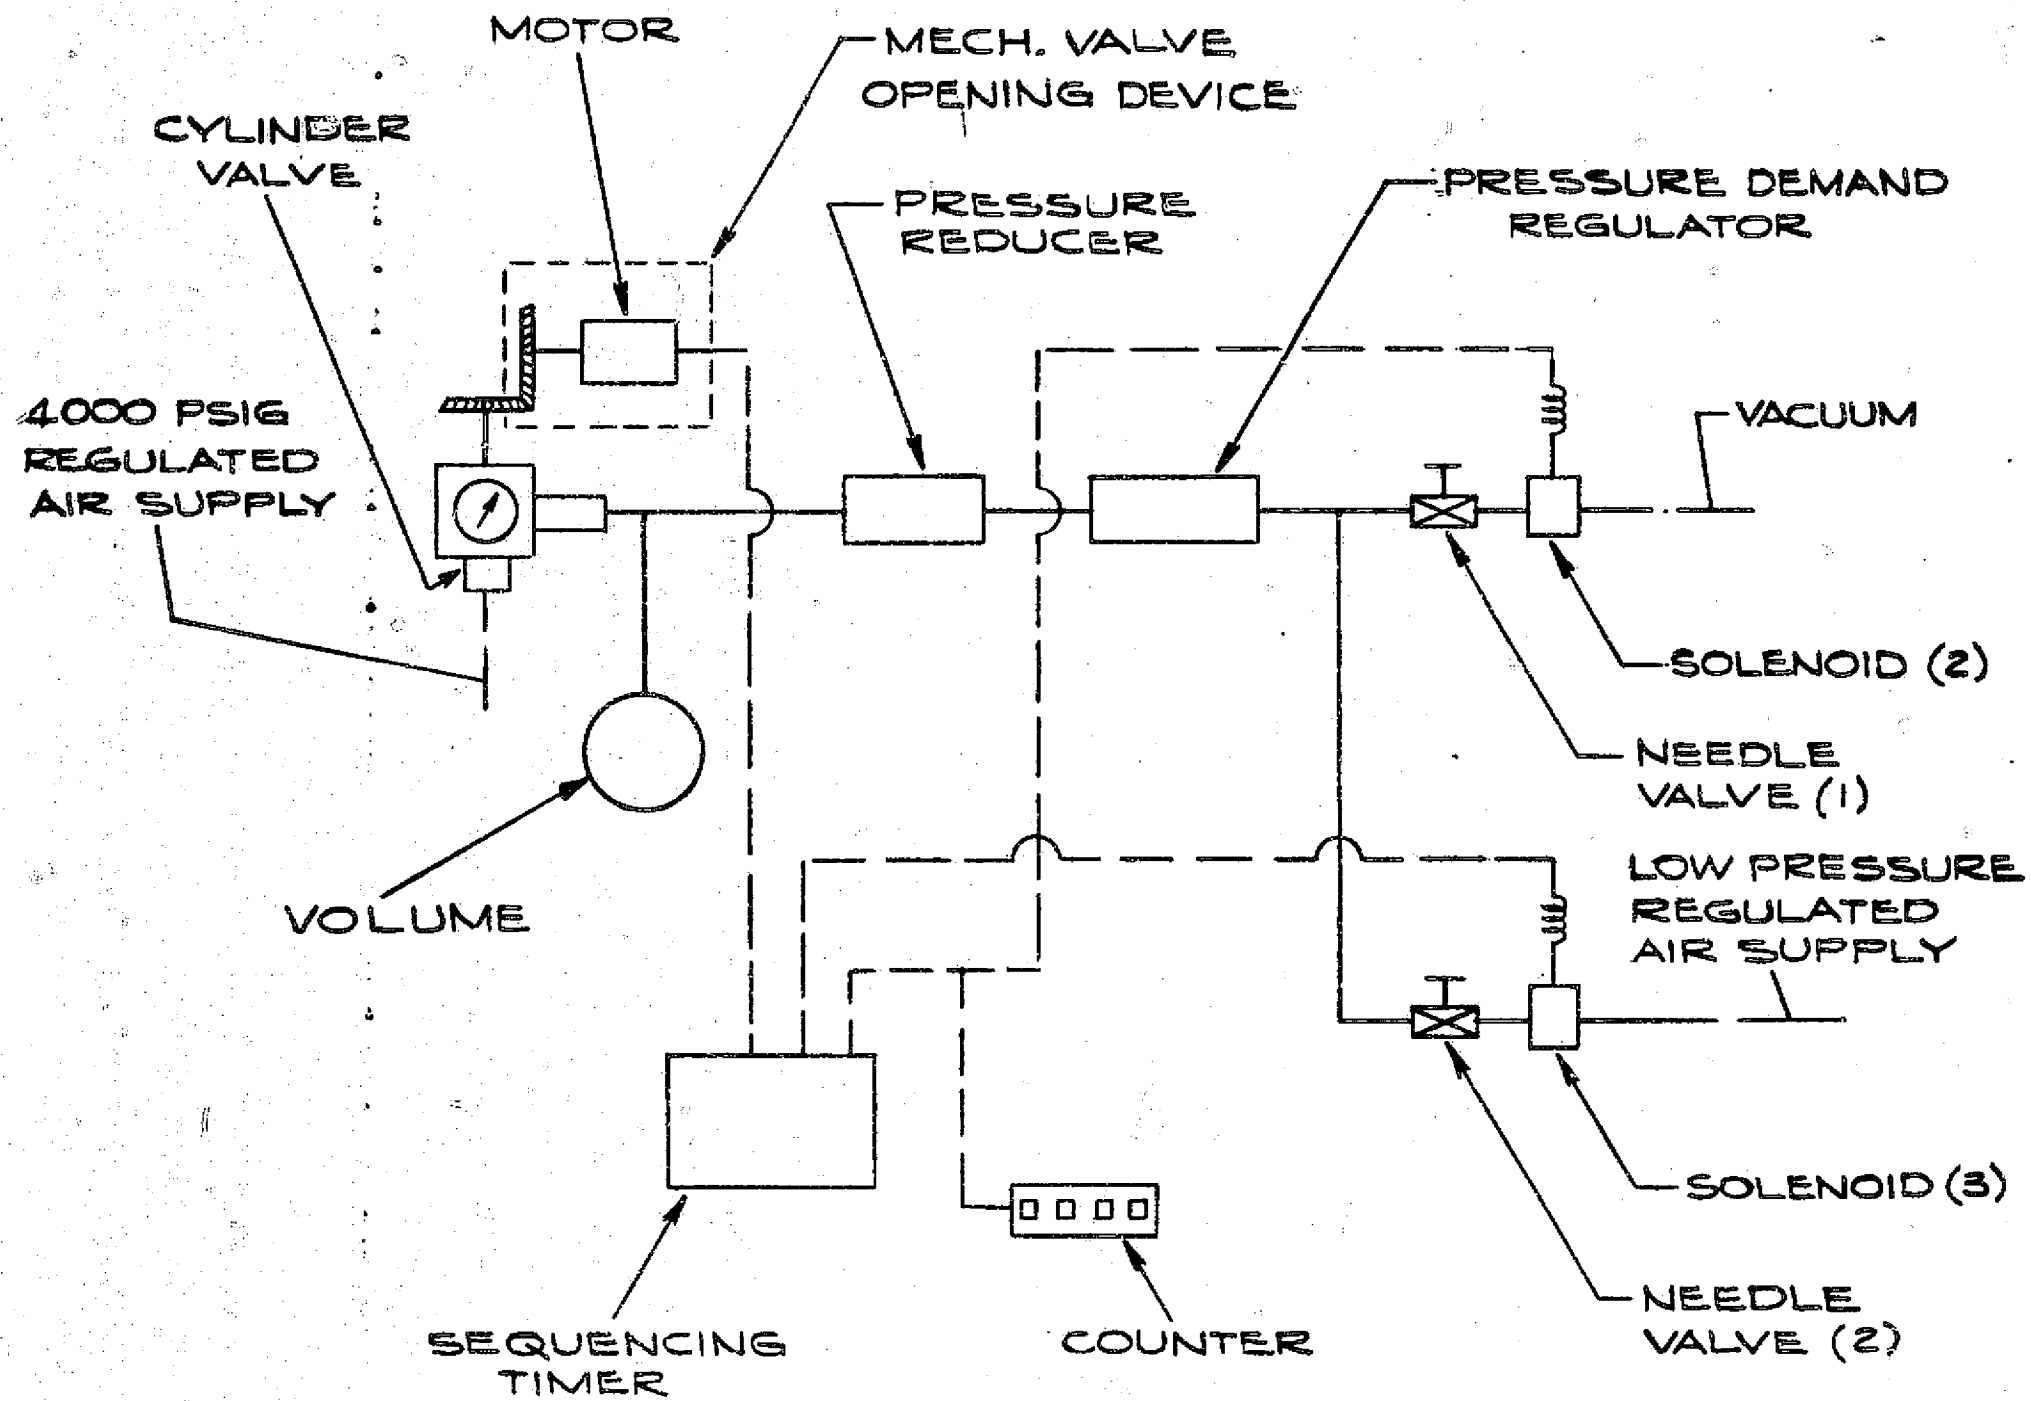 MOTOR
MECH. VALVE
OPENING DEVICE
CYLINDER
VALVE
PRESSURE
REDUCER
PRESSURE DEMAND
REGULATOR
4000 PSIG
REGULATED
AIR SUPPLY
VACUUM
SOLENOID (2)
NEEDLE
VALVE (1)
VOLUME
LOW PRESSURE
REGULATED
AIR SUPPLY
SOLENOID (3)
NEEDLE
VALVE (2)
SEQUENCING
TIMER
COUNTER